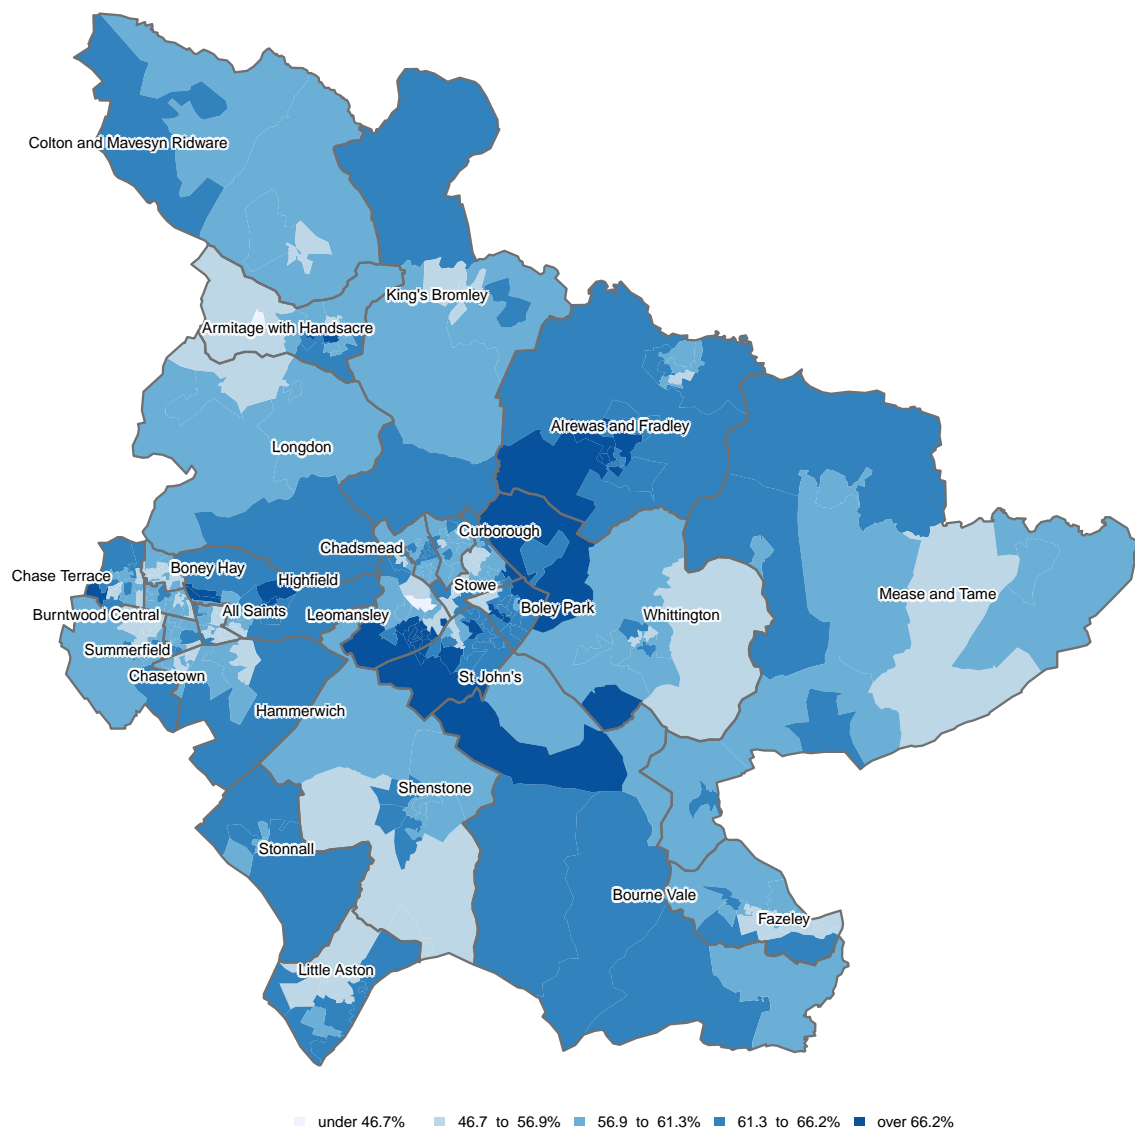 Colton and Mavesyn Ridware
King's Bromley
Armitage with Handsacre
Alrewas and Fradley
Longdon
Curborough
Chadsmead
Boney Hay
Chase Terrace
Highfield
Stowe
Mease and Tame
Boley Park
All Saints
Leomansley
Burntwood Central
Whittington
Summerfield
Chasetown
St John's
Hammerwich
Shenstone
Stonnall
Bourne Vale
Fazeley
Little Aston
under 46.7% 46.7 to 56.9% 56.9 to 61.3% 61.3 to 66.2% over 66.2%